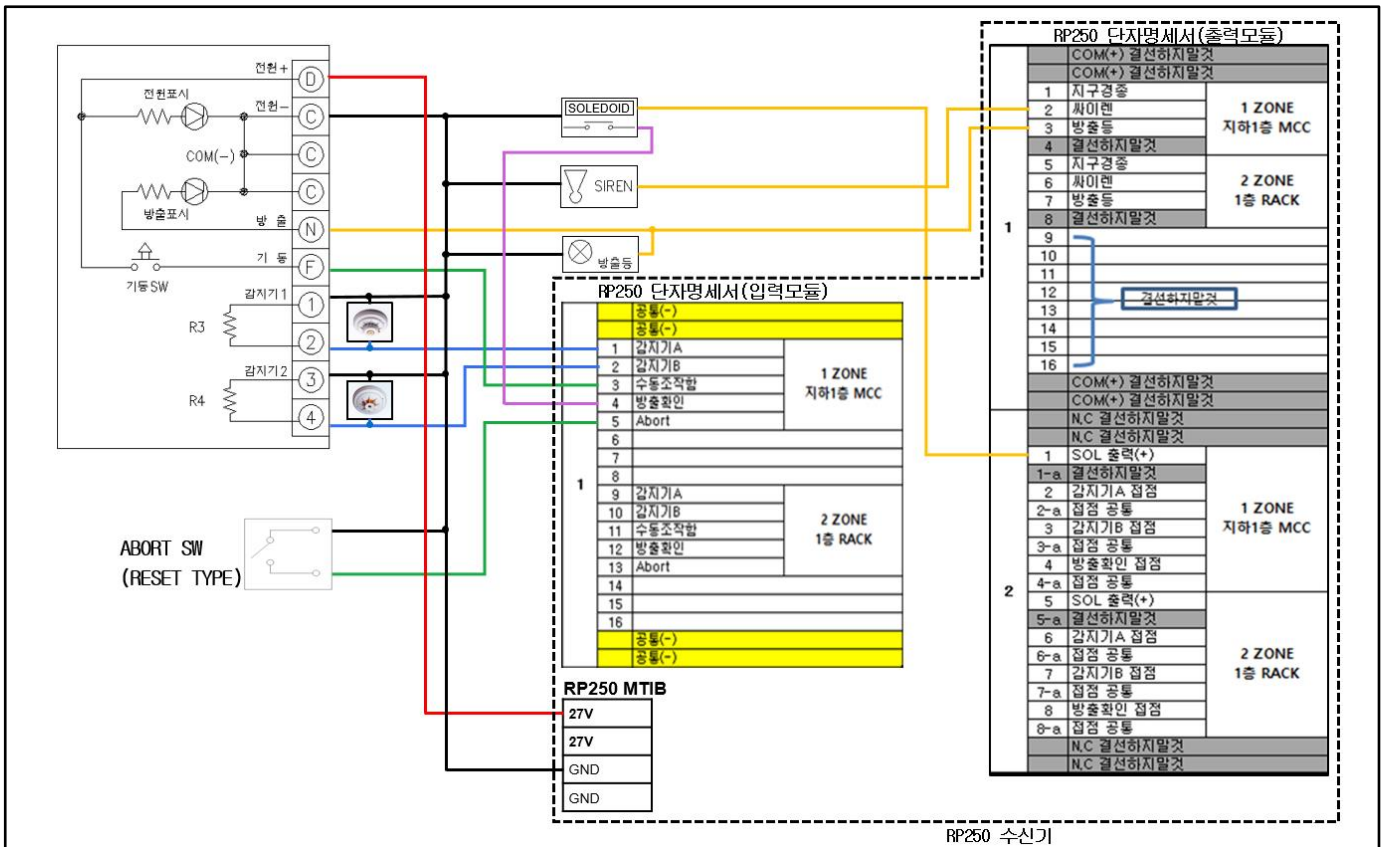 전원+
D
전원표시
전원-
C
COM(-)
C
C
방출표시
방 출
N
기 동
F
기동SW
감지기1
1
R3
2
감지기2
3
R4
4
SOLEDOID
SIREN
방출등
ABORT SW
(RESET TYPE)
RP250 단자명세서(입력모듈)
공통(-)
공통(-)
1
1 감지기A
2 감지기B
3 수동조작함
4 방출확인
5 Abort
1 ZONE
지하1층 MCC
6
7
8
9 감지기A
10 감지기B
11 수동조작함
12 방출확인
13 Abort
2 ZONE
1층 RACK
14
15
16
공통(-)
공통(-)
RP250 MTIB
27V
27V
GND
GND
RP250 단자명세서(출력모듈)
COM(+) 결선하지말것
COM(+) 결선하지말것
1
1 지구경종
2 싸이렌
3 방출등
4 결선하지말것
1 ZONE
지하1층 MCC
5 지구경종
6 싸이렌
7 방출등
8 결선하지말것
2 ZONE
1층 RACK
9
10
11
12
13
14
15
16
결선하지말것
COM(+) 결선하지말것
COM(+) 결선하지말것
2
N.C 결선하지말것
N.C 결선하지말것
1 SOL 출력(+)
1-a 결선하지말것
2 감지기A 접점
2-a 접점 공통
3 감지기B 접점
3-a 접점 공통
4 방출확인 접점
4-a 접점 공통
1 ZONE
지하1층 MCC
5 SOL 출력(+)
5-a 결선하지말것
6 감지기A 접점
6-a 접점 공통
7 감지기B 접점
7-a 접점 공통
8 방출확인 접점
8-a 접점 공통
2 ZONE
1층 RACK
N.C 결선하지말것
N.C 결선하지말것
RP250 수신기